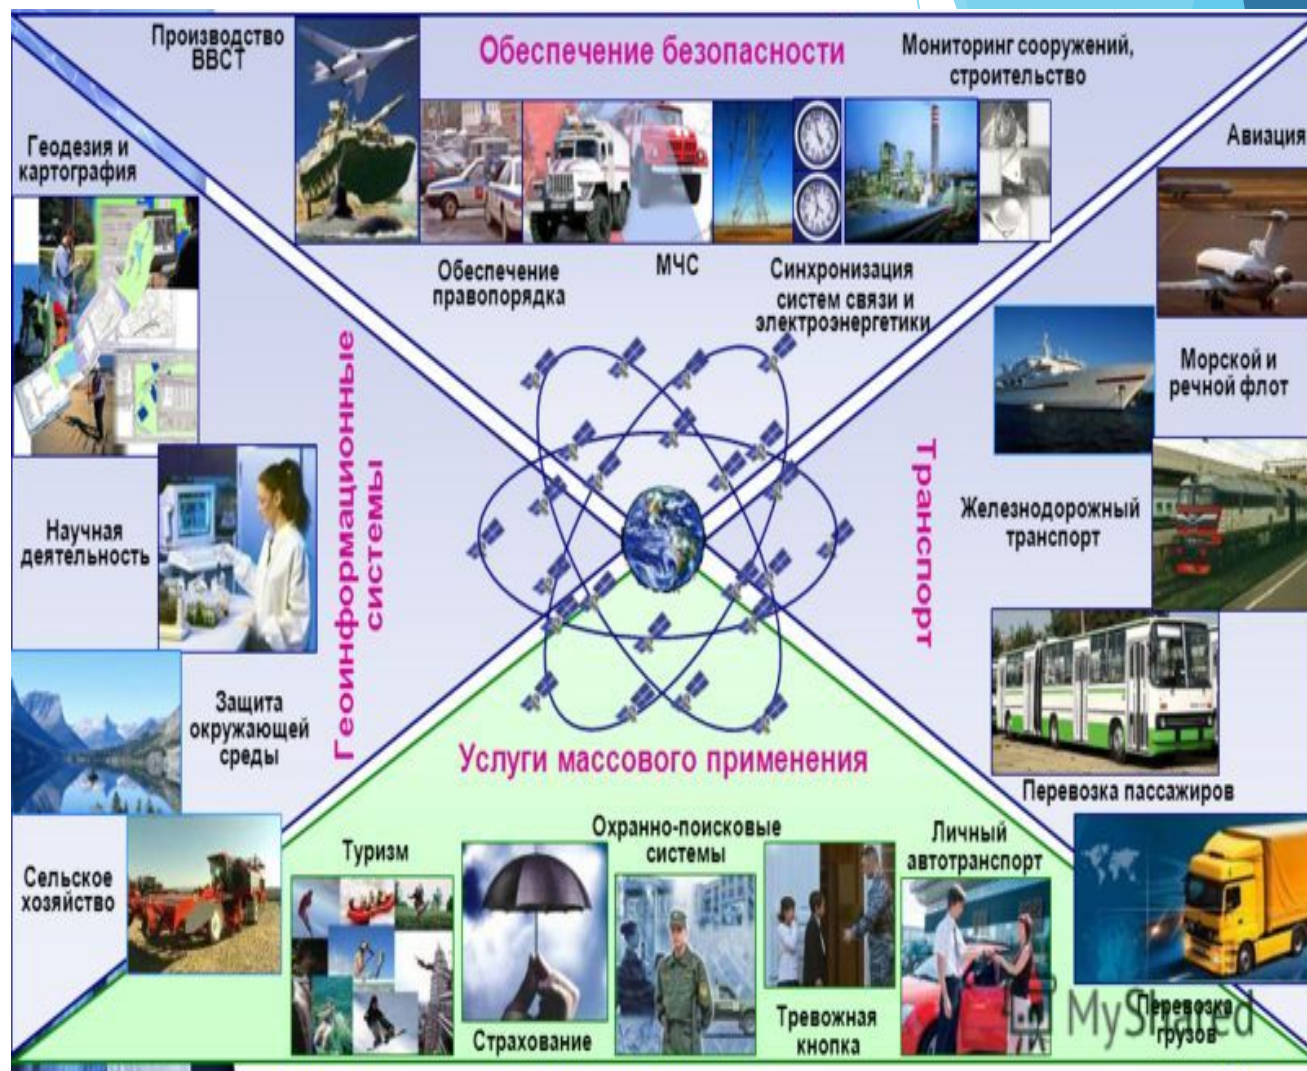 Производство
ВВСТ
Обеспечение безопасности
Мониторинг сооружений,
строительство
Обеспечение
правопорядка
МЧС
Синхронизация
систем связи и
электроэнергетики
Геодезия и
картография
Научная
деятельность
Защита
окружающей
среды
Сельское
хозяйство
Геоинформационные
системы
Авиация
Морской и
речной флот
Железнодорожный
транспорт
Транспорт
Перевозка пассажиров
Перевозка
грузов
Услуги массового применения
Туризм
Страхование
Охранно-поисковые
системы
Тревожная
кнопка
Личный
автотранспорт
MyShared